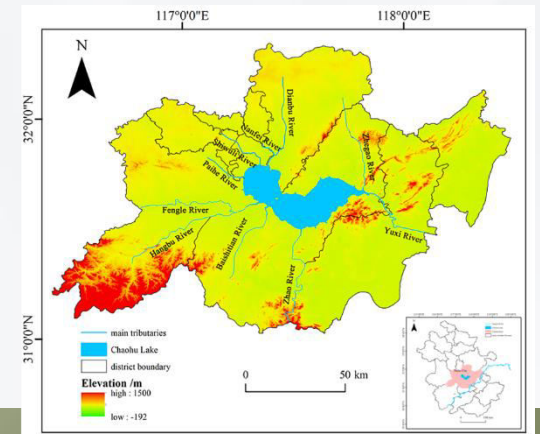 117°0'0"E
118°0'0"E
N
32°0'0"N
31°0'0"N
Dianbu River
Nanfei River
Shiwuli River
Paihe River
Zhegao River
Fengle River
Hangbu River
Baishitian River
Zhao River
Yuxi River
main tributaries
Chaohu Lake
district boundary
Elevation /m
high : 1500
low : -192
0 50 km